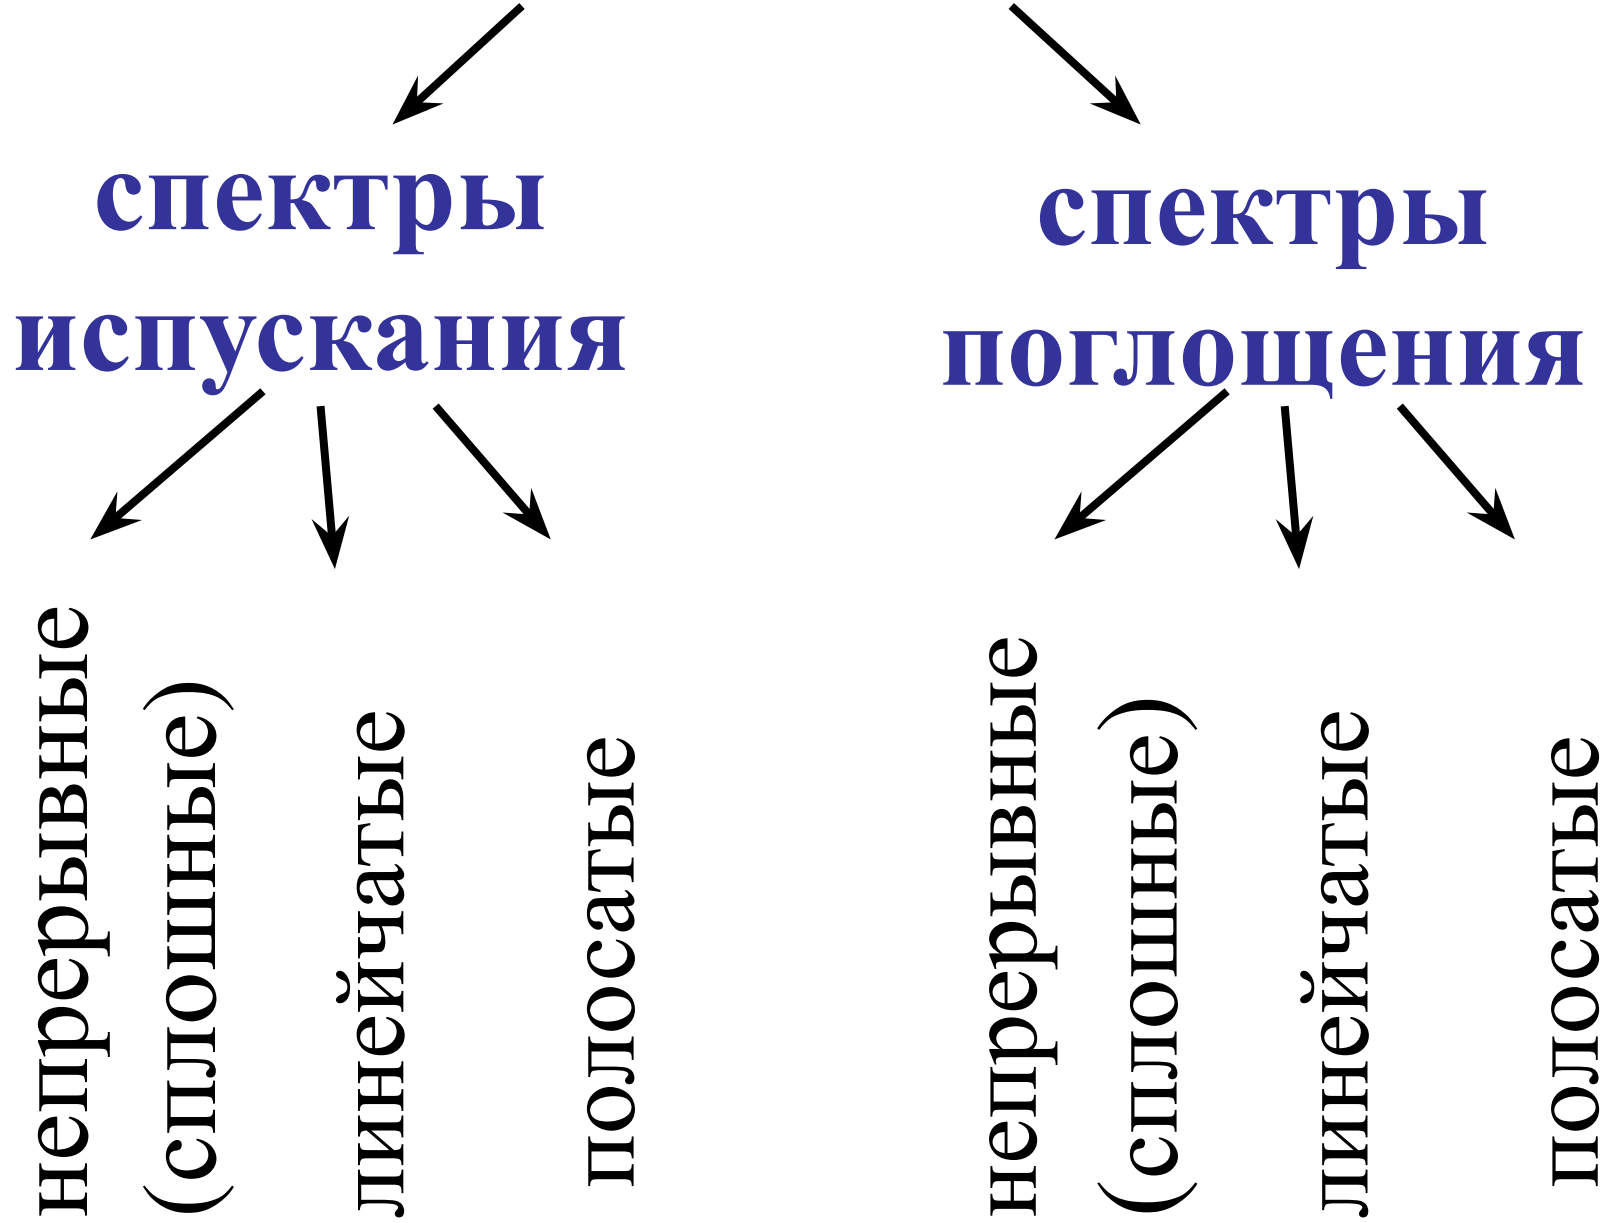 спектры
испускания
непрерывные
(сплошные)
линейчатые
полосатые
спектры
поглощения
непрерывные
(сплошные)
линейчатые
полосатые